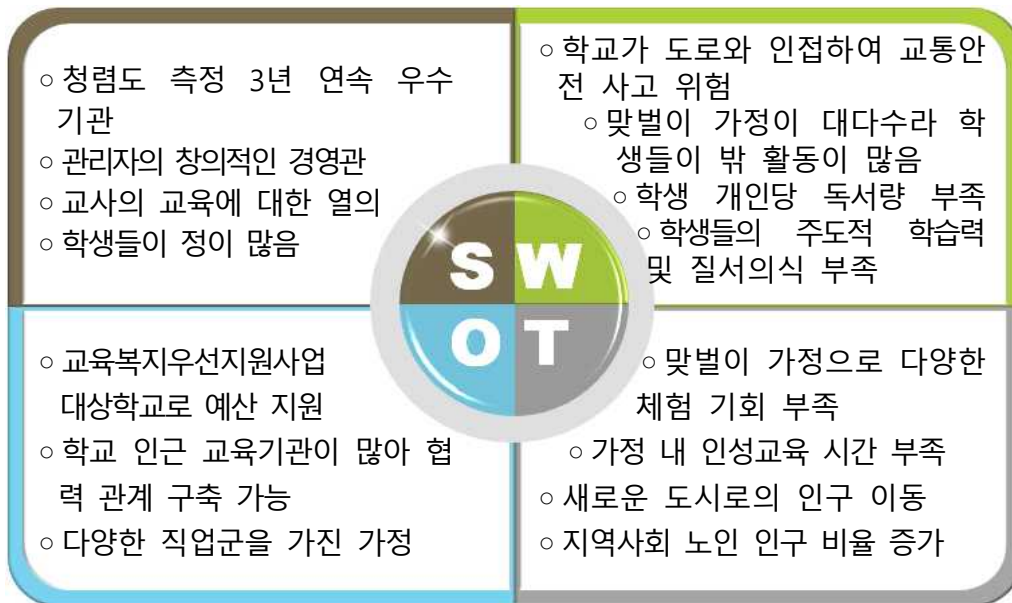 ○ 청렴도 측정 3년 연속 우수
기관
○ 관리자의 창의적인 경영관
○ 교사의 교육에 대한 열의
○ 학생들이 정이 많음
○ 학교가 도로와 인접하여 교통안
전 사고 위험
○ 맞벌이 가정이 대다수라 학
생들이 밖 활동이 많음
○ 학생 개인당 독서량 부족
○ 학생들의 주도적 학습력
및 질서의식 부족
S W
O T
○ 교육복지우선지원사업
대상학교로 예산 지원
○ 학교 인근 교육기관이 많아 협
력 관계 구축 가능
○ 다양한 직업군을 가진 가정
○ 맞벌이 가정으로 다양한
체험 기회 부족
○ 가정 내 인성교육 시간 부족
○ 새로운 도시로의 인구 이동
○ 지역사회 노인 인구 비율 증가